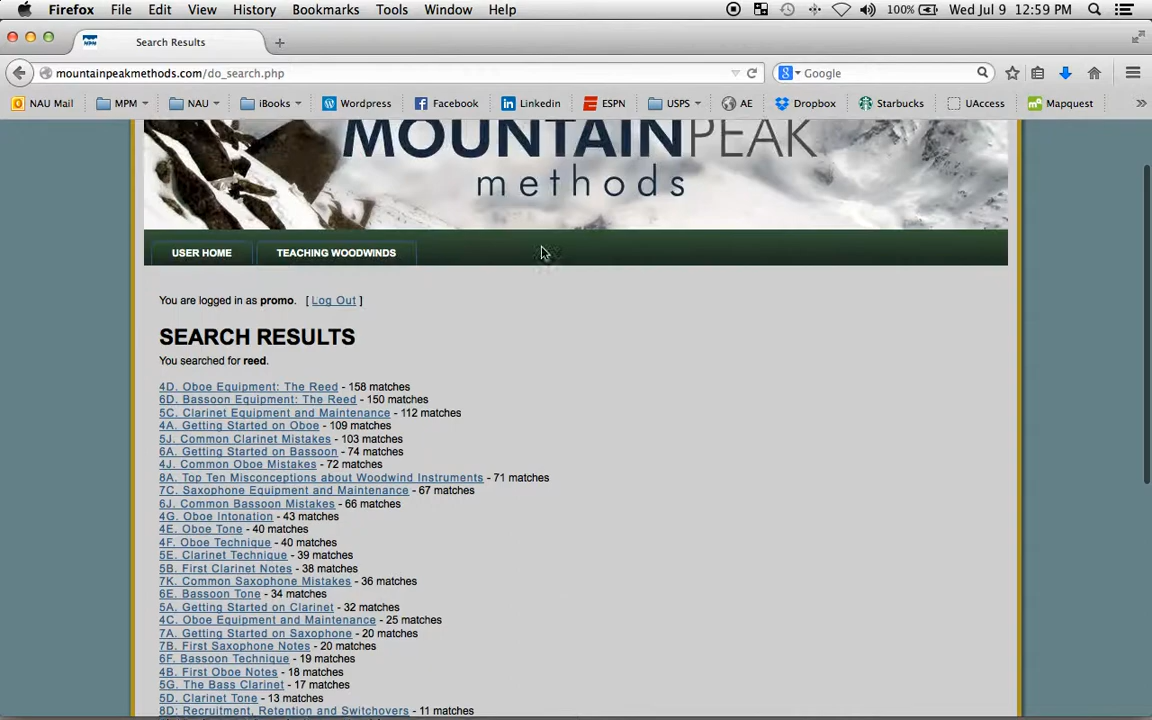 Firefox File Edit View History Bookmarks Tools Window Help 100% Wed Jul 9 12:59 PM
MPM Search Results +
mountainpeakmethods.com/do_search.php Google
NAU Mail MPM NAU iBooks Wordpress Facebook Linkedin ESPN USPS AE Dropbox Starbucks UAccess Mapquest »
MOUNTAINPEAK
methods
USER HOME TEACHING WOODWINDS
You are logged in as promo. [ Log Out ]
SEARCH RESULTS
You searched for reed.
4D. Oboe Equipment: The Reed - 158 matches
6D. Bassoon Equipment: The Reed - 150 matches
5C. Clarinet Equipment and Maintenance - 112 matches
4A. Getting Started on Oboe - 109 matches
5J. Common Clarinet Mistakes - 103 matches
6A. Getting Started on Bassoon - 74 matches
4J. Common Oboe Mistakes - 72 matches
8A. Top Ten Misconceptions about Woodwind Instruments - 71 matches
7C. Saxophone Equipment and Maintenance - 67 matches
6J. Common Bassoon Mistakes - 66 matches
4G. Oboe Intonation - 43 matches
4E. Oboe Tone - 40 matches
4F. Oboe Technique - 40 matches
5E. Clarinet Technique - 39 matches
5B. First Clarinet Notes - 38 matches
7K. Common Saxophone Mistakes - 36 matches
6E. Bassoon Tone - 34 matches
5A. Getting Started on Clarinet - 32 matches
4C. Oboe Equipment and Maintenance - 25 matches
7A. Getting Started on Saxophone - 20 matches
7B. First Saxophone Notes - 20 matches
6F. Bassoon Technique - 19 matches
4B. First Oboe Notes - 18 matches
5G. The Bass Clarinet - 17 matches
5D. Clarinet Tone - 13 matches
8D: Recruitment, Retention and Switchovers - 11 matches